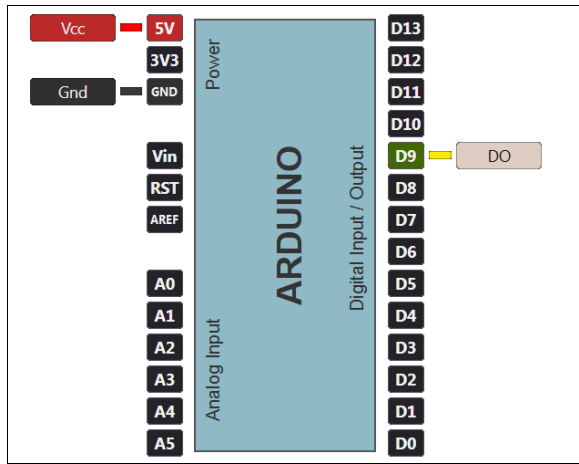 Vcc
5V
3V3
Gnd
GND
Vin
RST
AREF
A0
A1
A2
A3
A4
A5
Power
Analog Input
ARDUINO
Digital Input / Output
D13
D12
D11
D10
D9
DO
D8
D7
D6
D5
D4
D3
D2
D1
D0